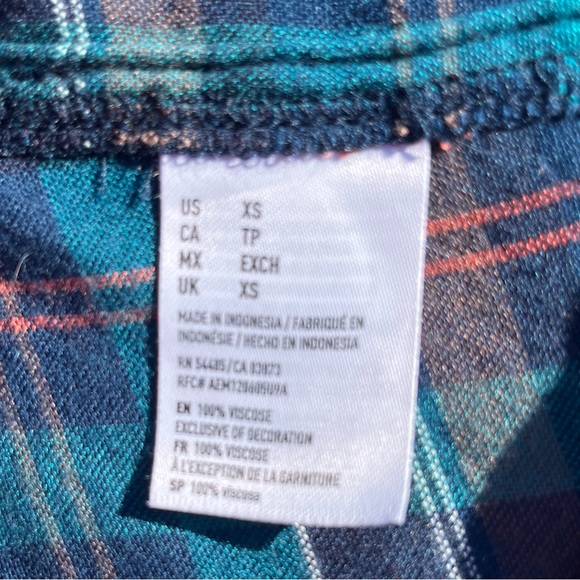 US XS
CA TP
MX EXCH
UK XS
MADE IN INDONESIA / FABRIQUÉ EN
INDONÉSIE / HECHO EN INDONESIA
RN 54485/CA 03873
RFC# AEM1206050U9A
EN 100% VISCOSE
EXCLUSIVE OF DECORATION
FR 100% VISCOSE
À L'EXCEPTION DE LA GARNITURE
SP 100% VISCOSA